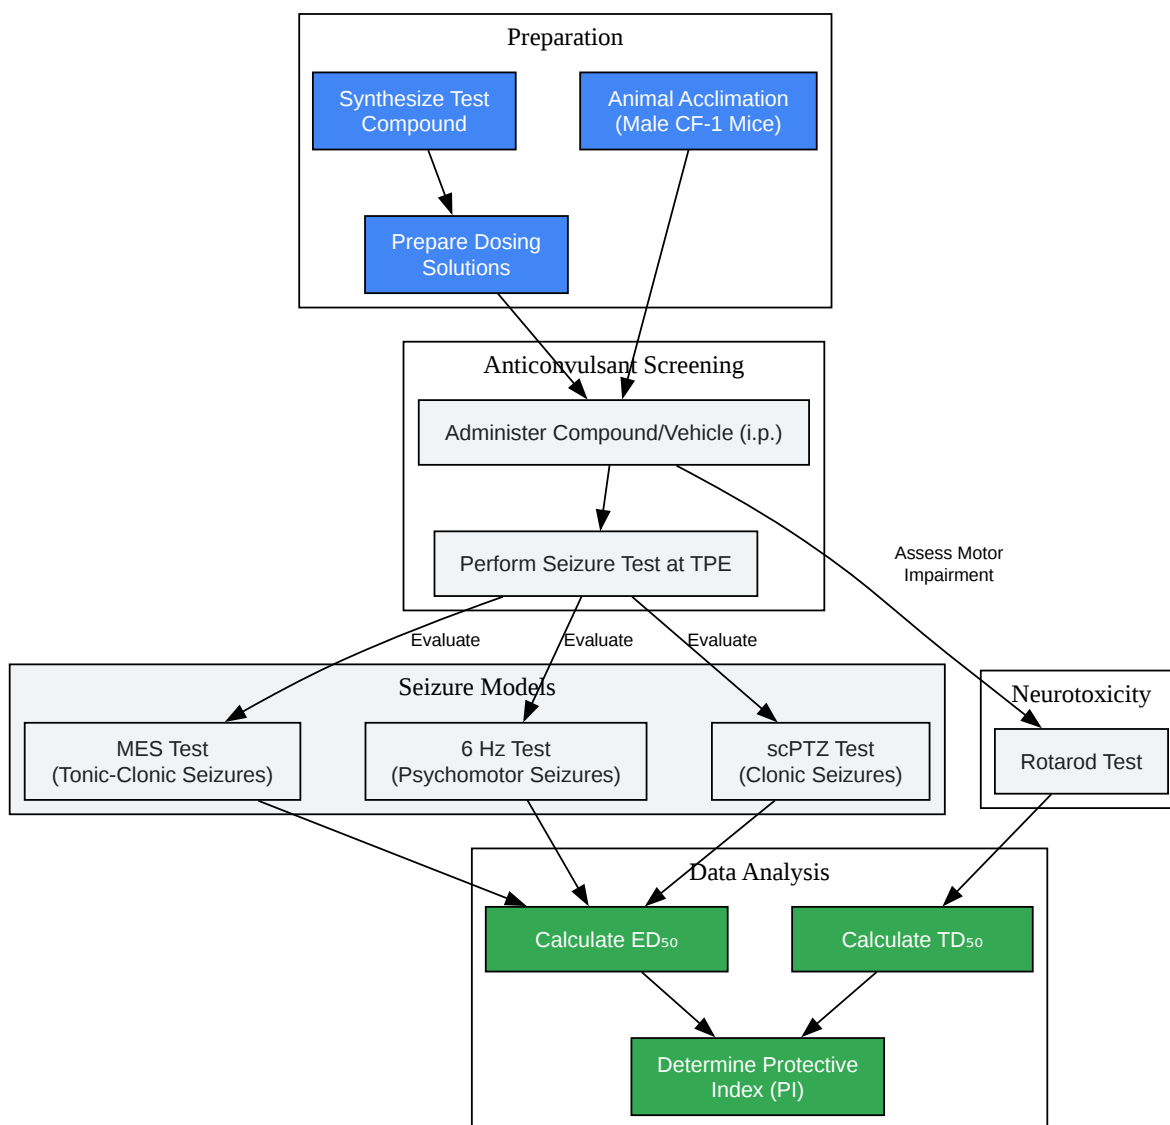 Preparation
Synthesize Test
Compound
Animal Acclimation
(Male CF-1 Mice)
Prepare Dosing
Solutions
Anticonvulsant Screening
Administer Compound/Vehicle (i.p.)
Perform Seizure Test at TPE
Assess Motor
Impairment
Evaluate
Evaluate
Evaluate
Seizure Models
MES Test
(Tonic-Clonic Seizures)
6 Hz Test
(Psychomotor Seizures)
scPTZ Test
(Clonic Seizures)
Neurotoxicity
Rotarod Test
Data Analysis
Calculate ED₅₀
Calculate TD₅₀
Determine Protective
Index (PI)